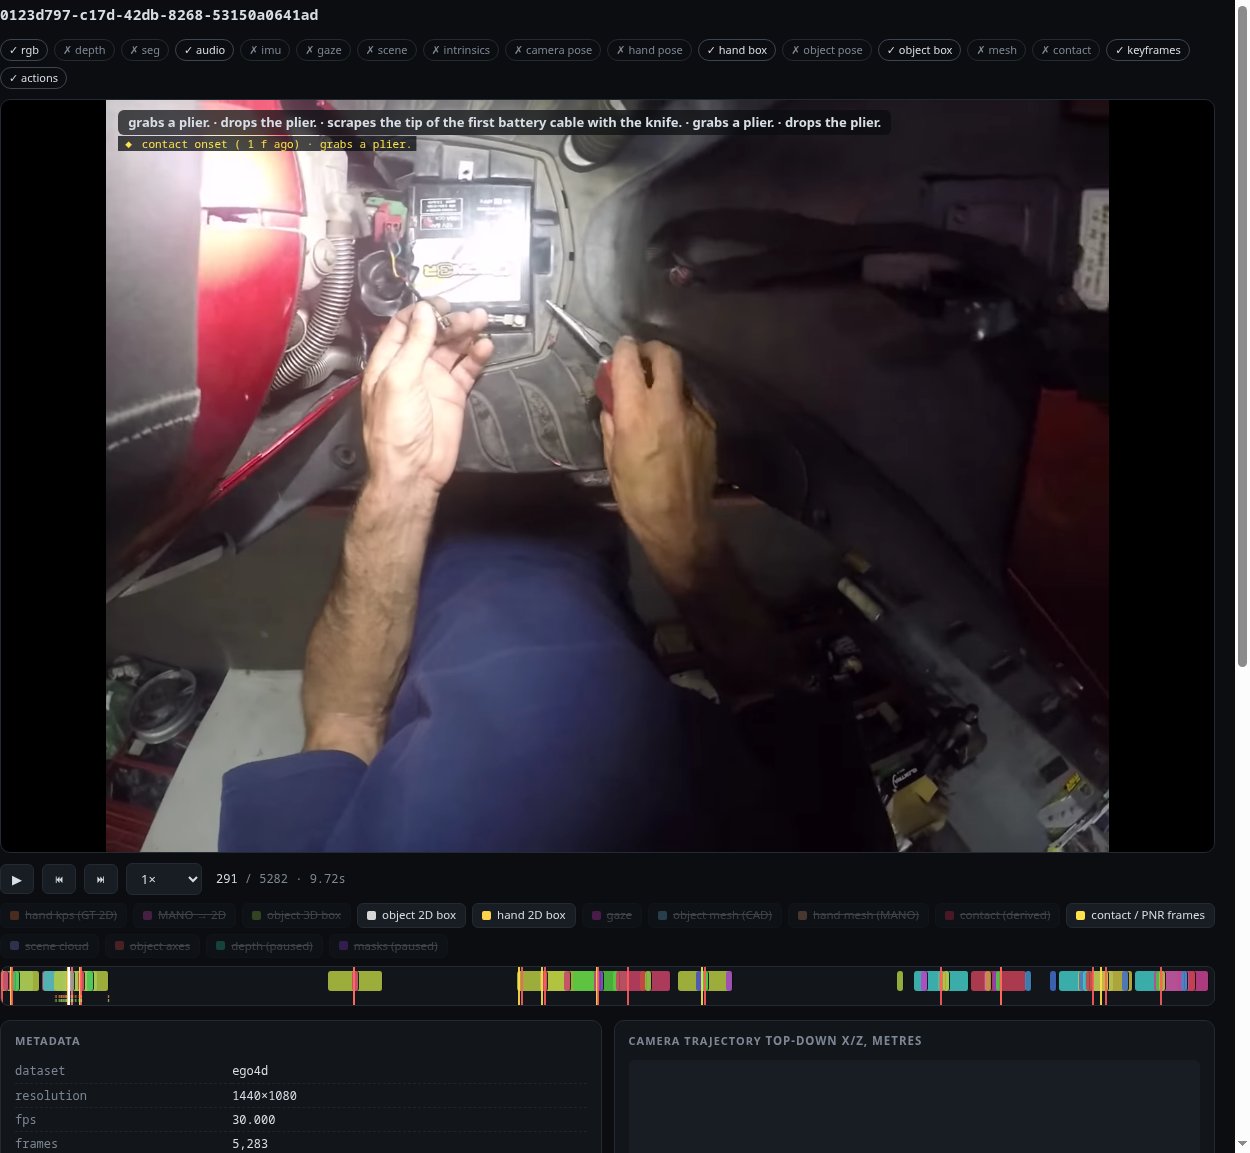 0123d797-c17d-42db-8268-53150a0641ad
✓ rgb ✗ depth ✗ seg ✓ audio ✗ imu ✗ gaze ✗ scene ✗ intrinsics ✗ camera pose ✗ hand pose ✓ hand box ✗ object pose ✓ object box ✗ mesh ✗ contact ✓ keyframes
✓ actions
grabs a plier. · drops the plier. · scrapes the tip of the first battery cable with the knife. · grabs a plier. · drops the plier.
◆ contact onset ( 1 f ago) · grabs a plier.
1×
291 / 5282 · 9.72s
hand kps (GT 2D) MANO → 2D object 3D box object 2D box hand 2D box gaze object mesh (CAD) hand mesh (MANO) contact (derived) contact / PNR frames
scene cloud object axes depth (paused) masks (paused)
METADATA
dataset ego4d
resolution 1440×1080
fps 30.000
frames 5,283
CAMERA TRAJECTORY TOP-DOWN X/Z, METRES